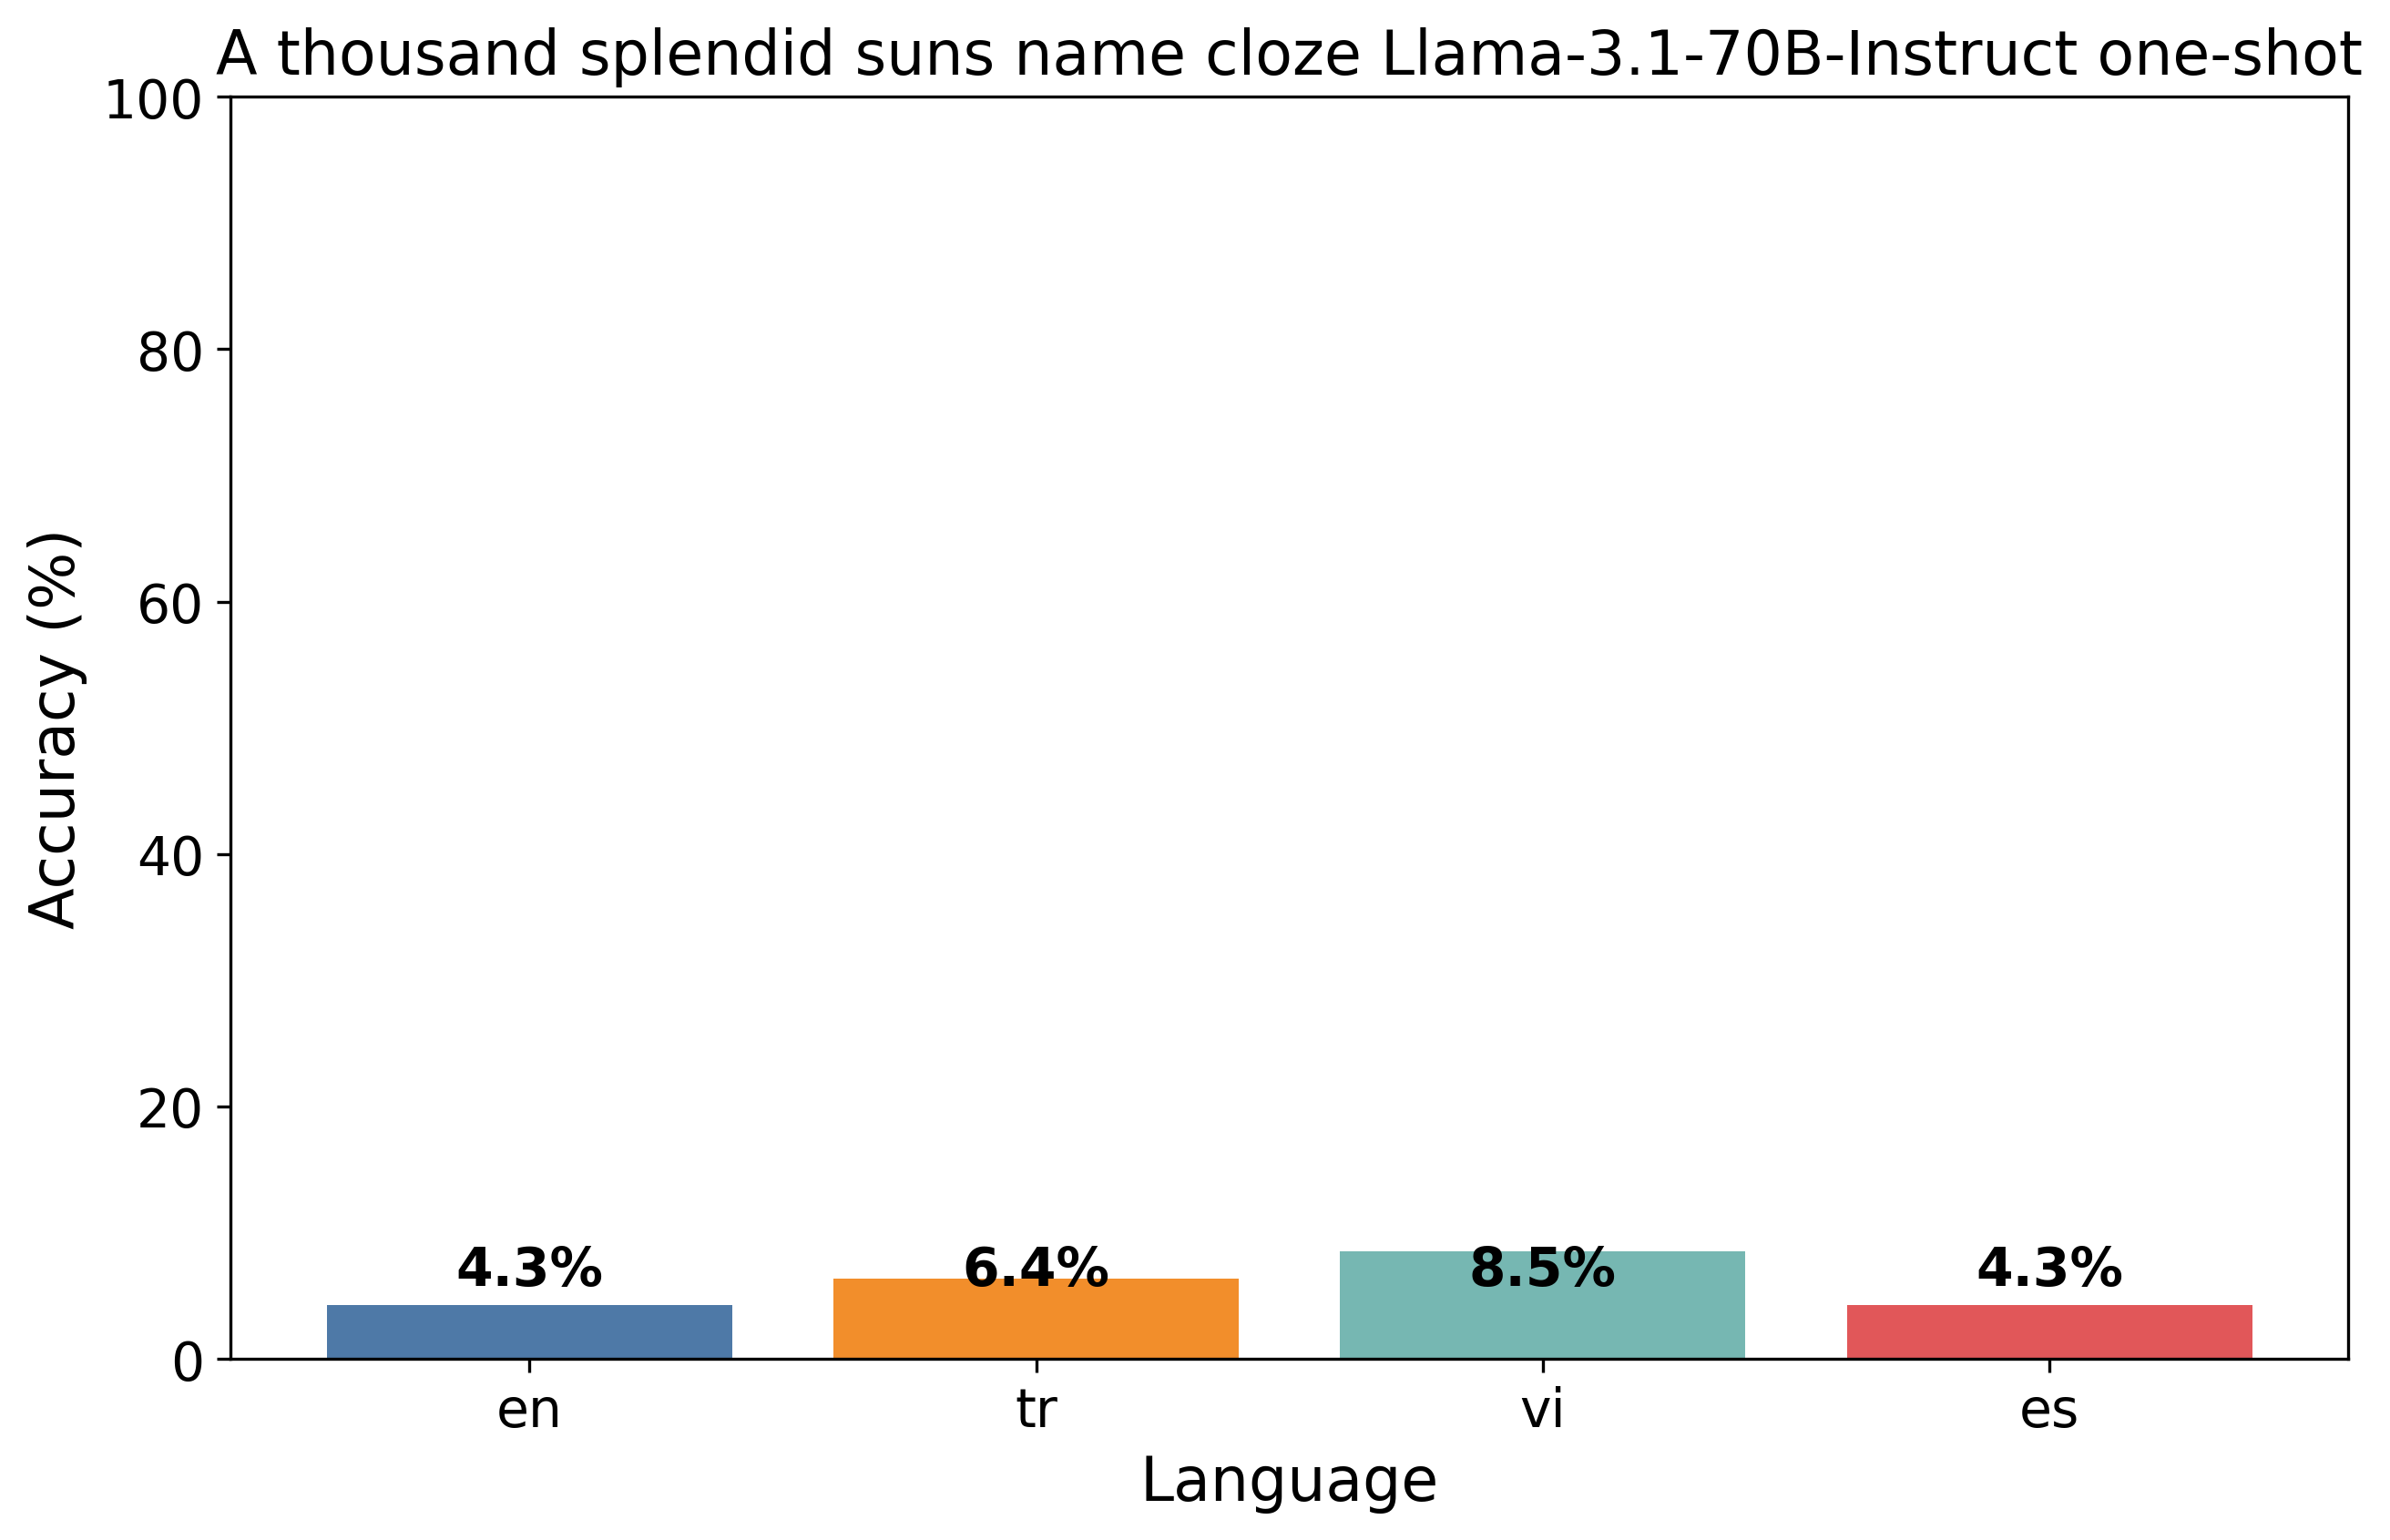 A thousand splendid suns name cloze Llama-3.1-70B-Instruct one-shot
100
80
60
40
20
0
Accuracy (%)
4.3%
6.4%
8.5%
4.3%
en
tr
vi
es
Language